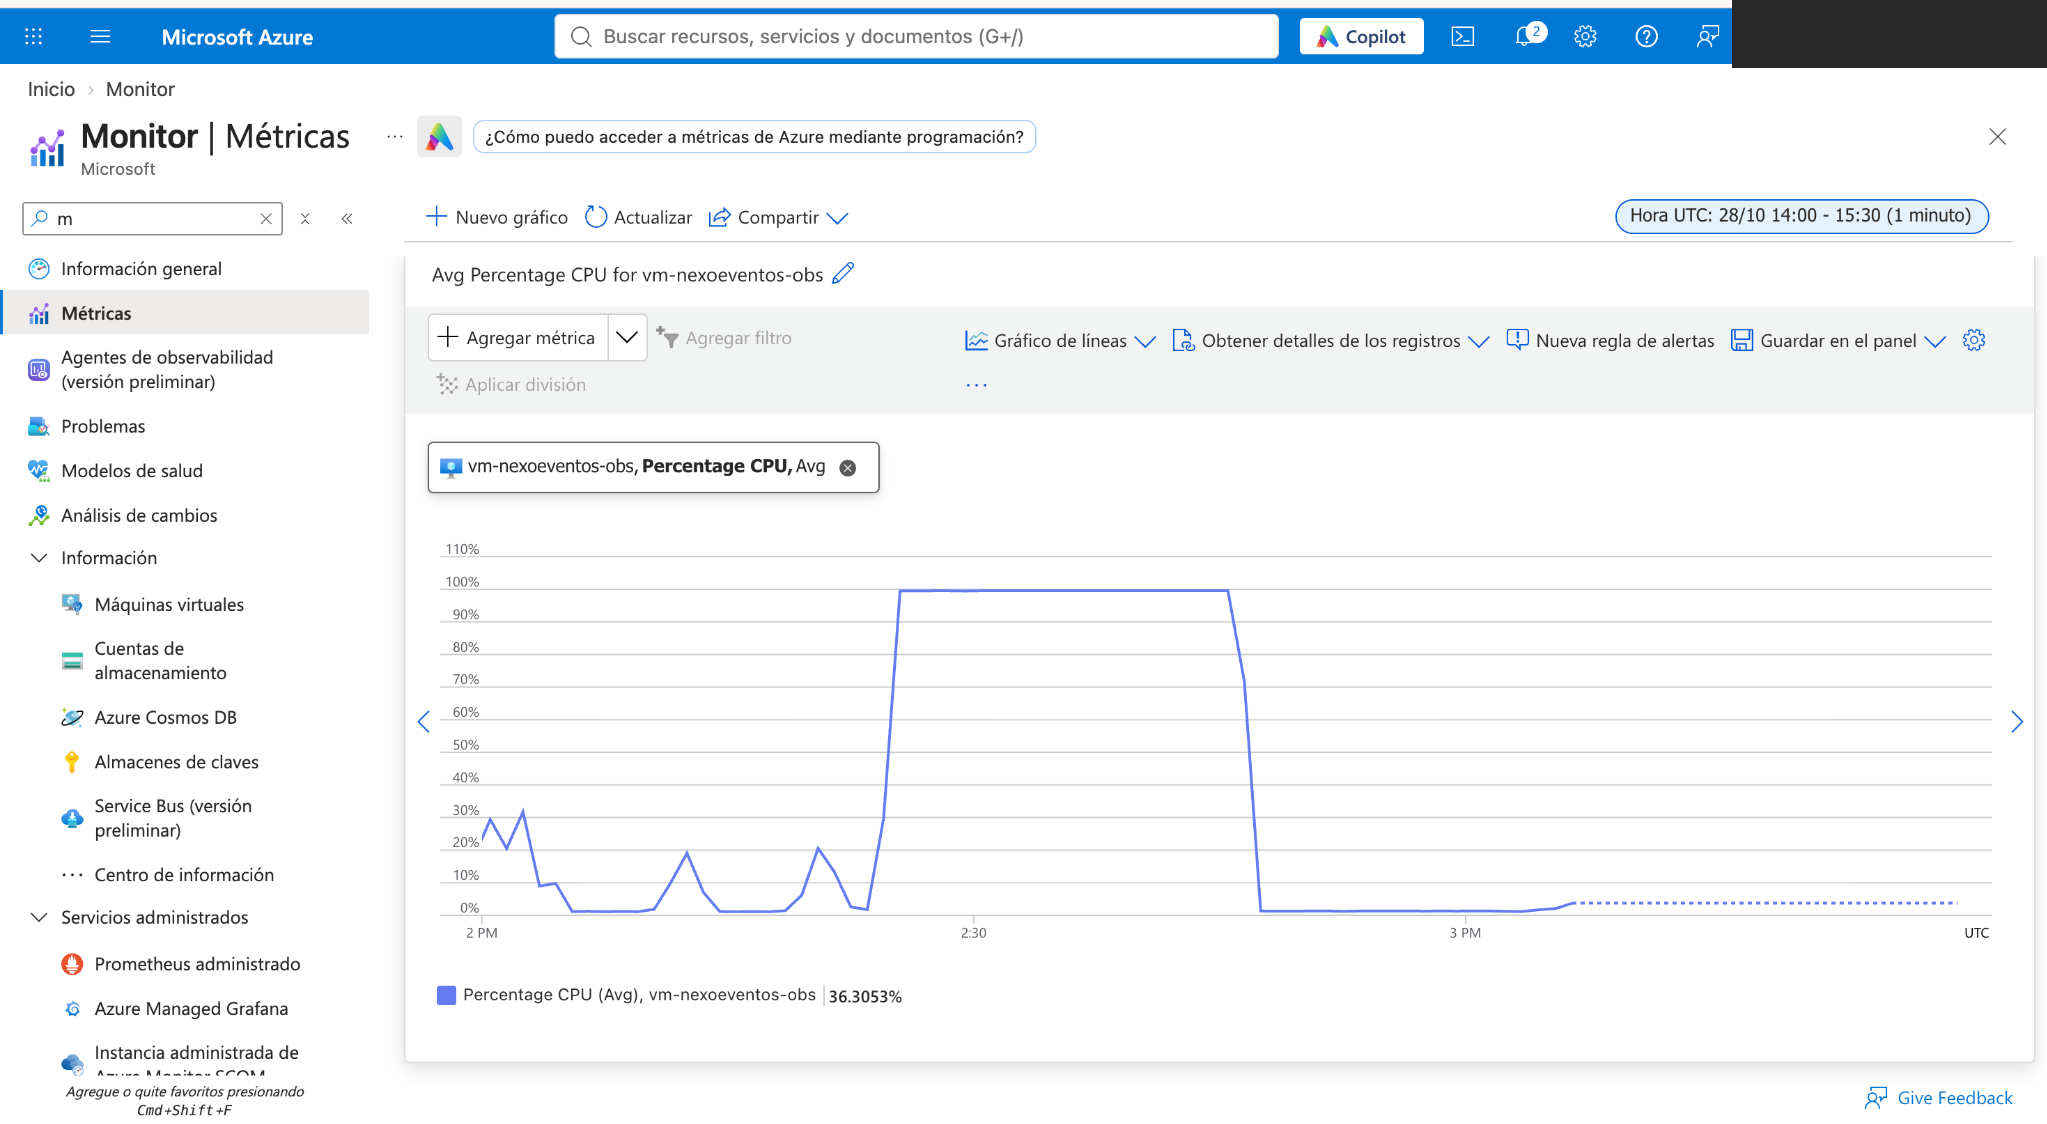 Microsoft Azure
Buscar recursos, servicios y documentos (G+/)
Copilot
2
Inicio > Monitor
Monitor | Métricas
Microsoft
¿Cómo puedo acceder a métricas de Azure mediante programación?
m
Nuevo gráfico
Actualizar
Compartir
Hora UTC: 28/10 14:00 - 15:30 (1 minuto)
Información general
Métricas
Agentes de observabilidad
(versión preliminar)
Problemas
Modelos de salud
Análisis de cambios
Información
Máquinas virtuales
Cuentas de
almacenamiento
Azure Cosmos DB
Almacenes de claves
Service Bus (versión
preliminar)
Centro de información
Servicios administrados
Prometheus administrado
Azure Managed Grafana
Instancia administrada de
Azure Monitor SCOM
Agregue o quite favoritos presionando
Cmd+Shift+F
Avg Percentage CPU for vm-nexoeventos-obs
Agregar métrica
Agregar filtro
Aplicar división
Gráfico de líneas
Obtener detalles de los registros
Nueva regla de alertas
Guardar en el panel
vm-nexoeventos-obs, Percentage CPU, Avg
110%
100%
90%
80%
70%
60%
50%
40%
30%
20%
10%
0%
2 PM
2:30
3 PM
UTC
Percentage CPU (Avg), vm-nexoeventos-obs
36.3053%
Give Feedback